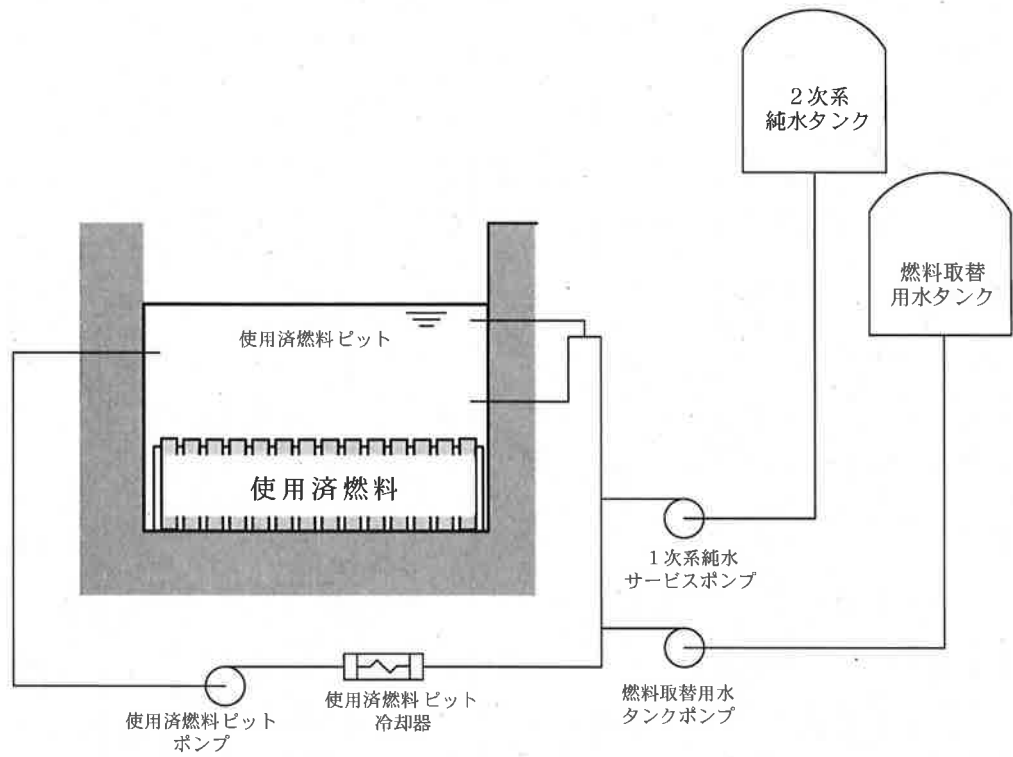 ２次系
純水タンク
燃料取替
用水タンク
使用済燃料ピット
使用済燃料
１次系純水
サービスポンプ
燃料取替用水
タンクポンプ
使用済燃料ピット
冷却器
使用済燃料ピット
ポンプ